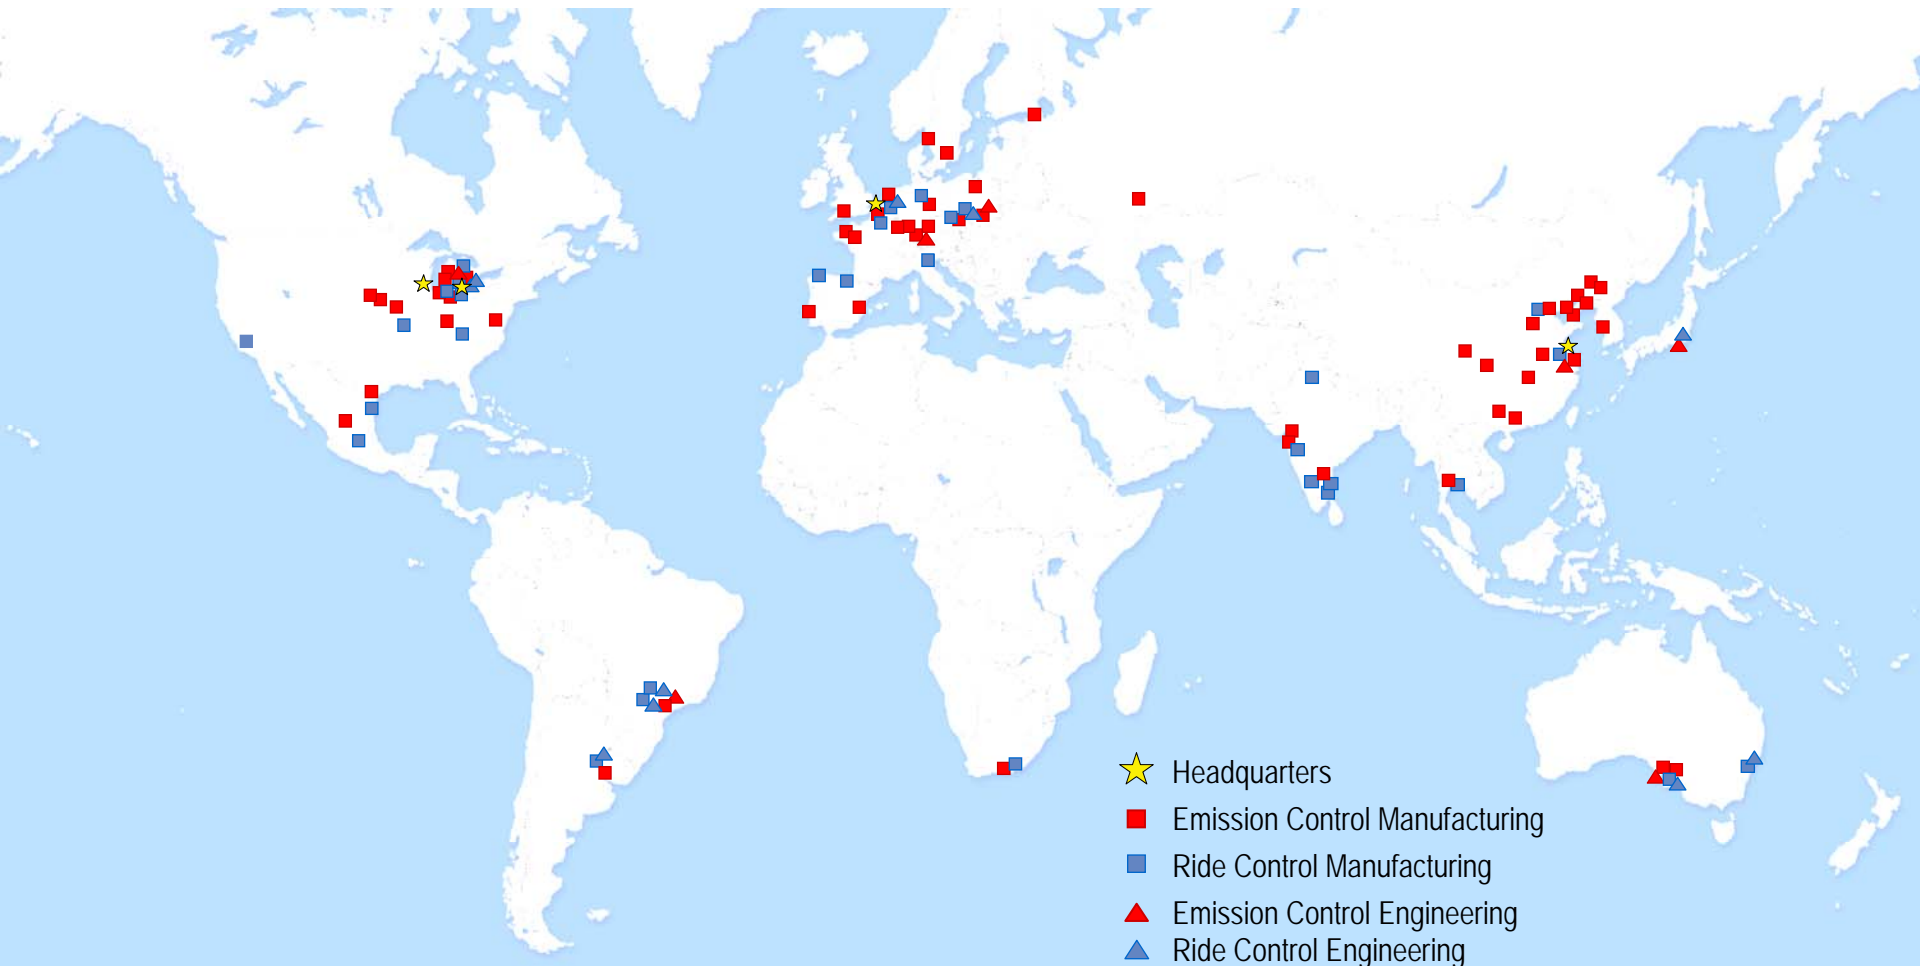 Headquarters
Emission Control Manufacturing
Ride Control Manufacturing
Emission Control Engineering
Ride Control Engineering